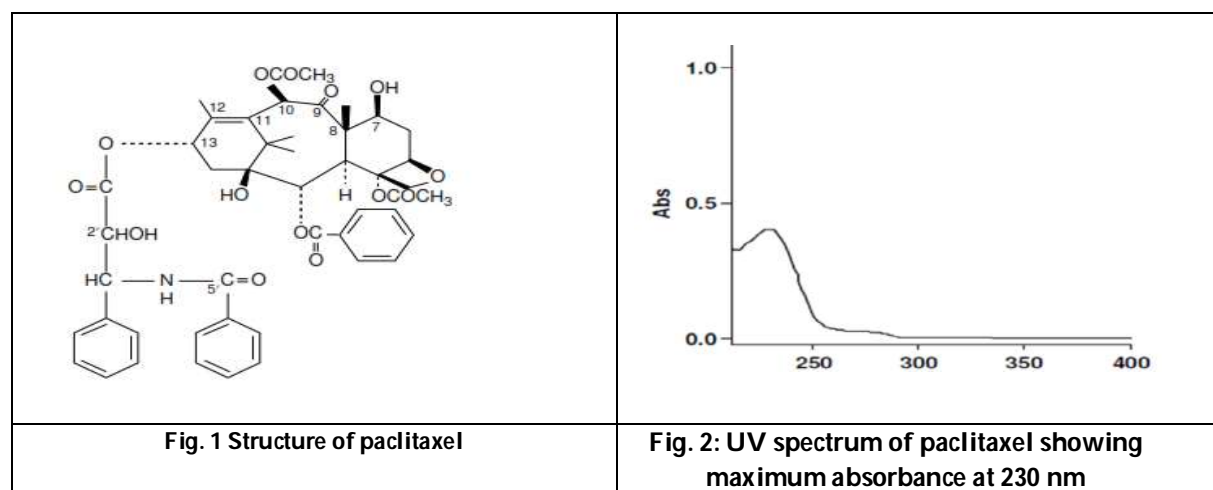 OCOCH3
O
OH
12
10
9
11
8
7
13
O
O
O=C
HO
H
OCOCH3
2'
CHOH
OC
O
HC
N
H
C=O
5'
1.0
Abs
0.5
0.0
250
300
350
400
Fig. 1 Structure of paclitaxel
Fig. 2: UV spectrum of paclitaxel showing
maximum absorbance at 230 nm